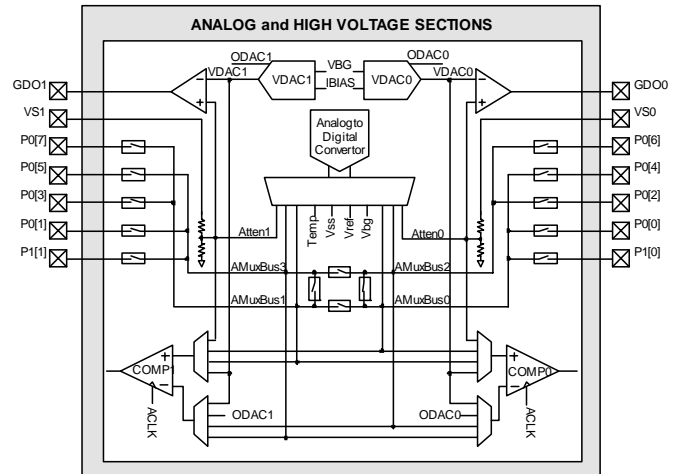 ANALOG and HIGH VOLTAGE SECTIONS
ODAC1
ODAC0
VDAC1
VBG
VDAC0
GDO1
VDAC1
IBIAS
VDAC0
GDO0
VS1
VS0
Analog to
Digital
Convertor
P0[7]
P0[6]
P0[5]
P0[4]
P0[3]
P0[2]
P0[1]
P0[0]
P1[1]
P1[0]
Atten1
Temp
Vss
Vref
Vbg
Atten0
AMuxBus3
AMuxBus2
AMuxBus1
AMuxBus0
+
COMP1
–
+
COMP0
–
ACLK
ODAC1
ODAC0
ACLK